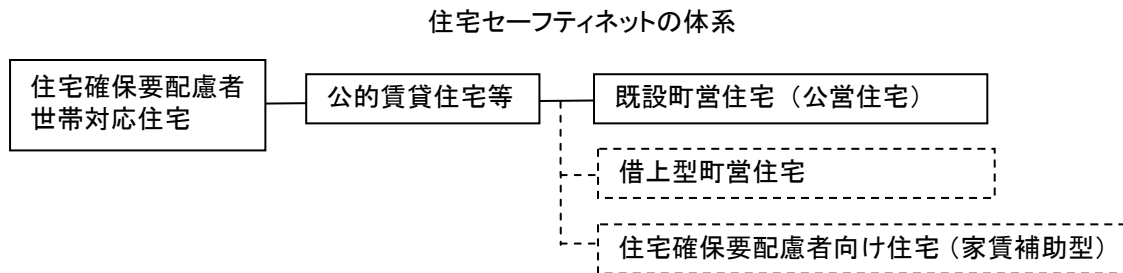 住宅セーフティネットの体系
住宅確保要配慮者
世帯対応住宅
公的賃貸住宅等
既設町営住宅（公営住宅）
借上型町営住宅
住宅確保要配慮者向け住宅（家賃補助型）